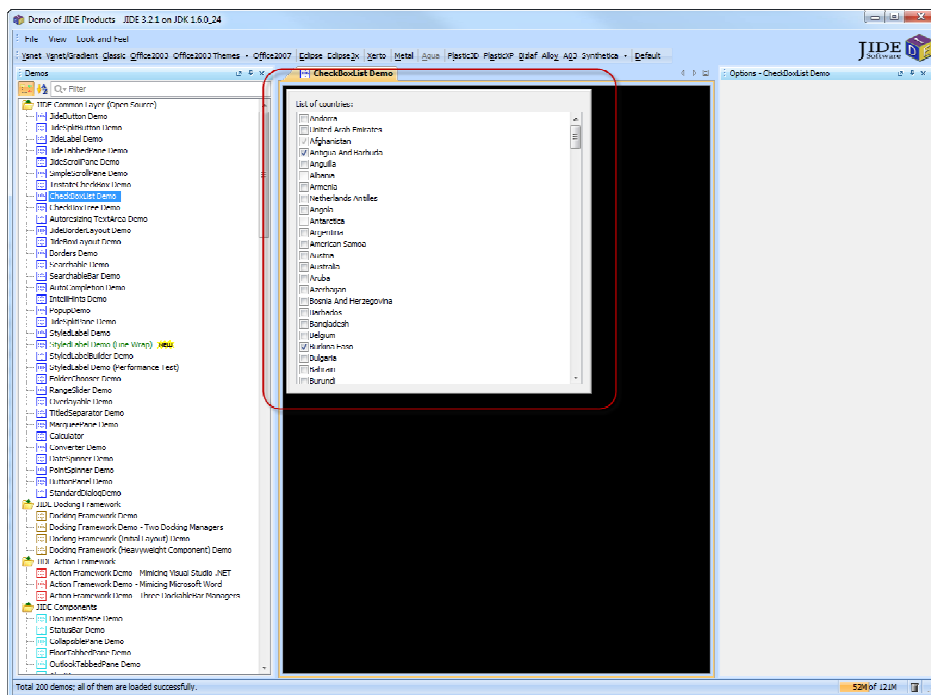 Demo of JIDE Products JIDE 3.2.1 on JDK 1.6.0_24
File View Look and Feel
Vsnet Vsnet/Gradient Classic Office2003 Office2003 Themes Office2007 Eclipse Eclipse3x Xerto Metal Aqua Plastic3D PlasticXP Dizlaf Alloy A03 Synthetica Default
JIDE
Software
Demos
CheckBoxList Demo
Options - CheckBoxList Demo
Filter
JIDE Common Layer (Open Source)
JideButton Demo
JideSplitButton Demo
JideLabel Demo
JideTabbedPane Demo
JideScrollPane Demo
SimpleScrollPane Demo
TristateCheckBox Demo
CheckBoxList Demo
CheckBoxTree Demo
Autoresizing TextArea Demo
JideBorderLayout Demo
JideBoxLayout Demo
Borders Demo
Searchable Demo
SearchableBar Demo
AutoCompletion Demo
IntelliHints Demo
PopupDemo
JideSplitPane Demo
StyledLabel Demo
StyledLabel Demo (Line Wrap) NEW
StyledLabelBuilder Demo
StyledLabel Demo (Performance Test)
FolderChooser Demo
RangeSlider Demo
Overlayable Demo
TitledSeparator Demo
MarqueePane Demo
Calculator
Converter Demo
DateSpinner Demo
PointSpinner Demo
ButtonPanel Demo
StandardDialogDemo
JIDE Docking Framework
Docking Framework Demo
Docking Framework Demo - Two Docking Managers
Docking Framework (Initial Layout) Demo
Docking Framework (Heavyweight Component) Demo
JIDE Action Framework
Action Framework Demo - Mimicing Visual Studio .NET
Action Framework Demo - Mimicing Microsoft Word
Action Framework Demo - Three DockableBar Managers
JIDE Components
DocumentPane Demo
StatusBar Demo
CollapsiblePane Demo
FloorTabbedPane Demo
OutlookTabbedPane Demo
List of countries:
Andorra
United Arab Emirates
Afghanistan
Antigua And Barbuda
Anguilla
Albania
Armenia
Netherlands Antilles
Angola
Antarctica
Argentina
American Samoa
Austria
Australia
Aruba
Azerbaijan
Bosnia And Herzegovina
Barbados
Bangladesh
Belgium
Burkina Faso
Bulgaria
Bahrain
Burundi
Total 200 demos; all of them are loaded successfully.
52M of 121M